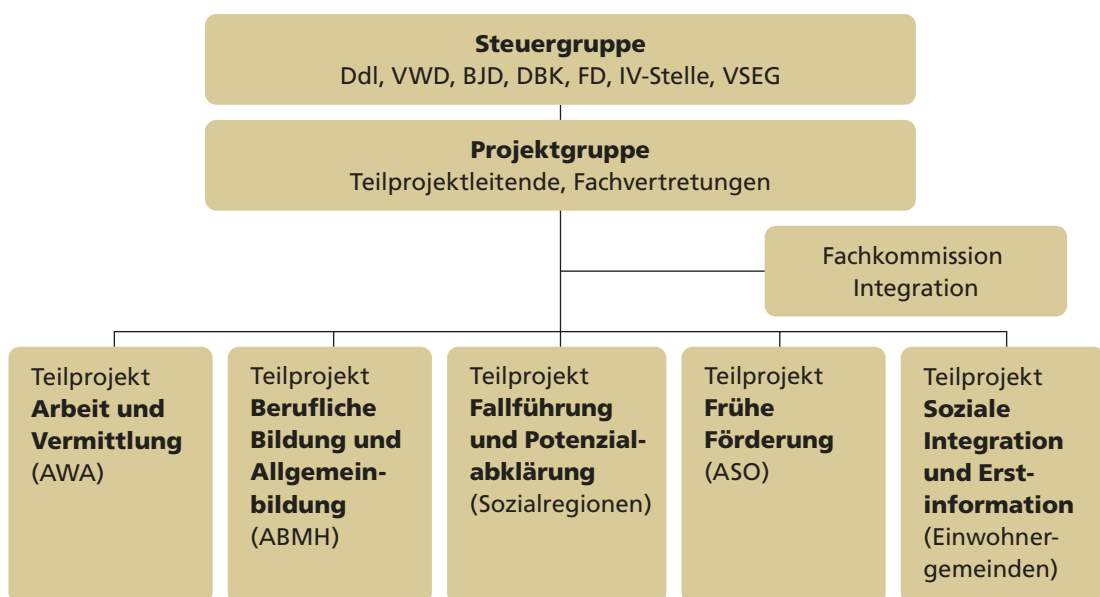 Steuergruppe
DdI, VWD, BJD, DBK, FD, IV-Stelle, VSEG
Projektgruppe
Teilprojektleitende, Fachvertretungen
Fachkommission
Integration
Teilprojekt
Arbeit und
Vermittlung
(AWA)
Teilprojekt
Berufliche
Bildung und
Allgemein-
bildung
(ABMH)
Teilprojekt
Fallführung
und Potenzial-
abklärung
(Sozialregionen)
Teilprojekt
Frühe
Förderung
(ASO)
Teilprojekt
Soziale
Integration
und Erst-
information
(Einwohner-
gemeinden)